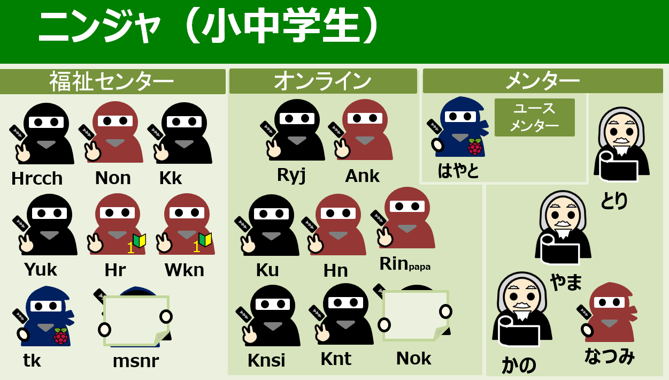 ニンジャ（小中学生）
福祉センター
Hrcch Non Kk
Yuk Hr Wkn
1 1
tk msnr
オンライン
Ryj Ank
Ku Hn Rinpapa
Knsi Knt Nok
メンター
ユース
メンター
はやと
とり
やま
かの なつみ